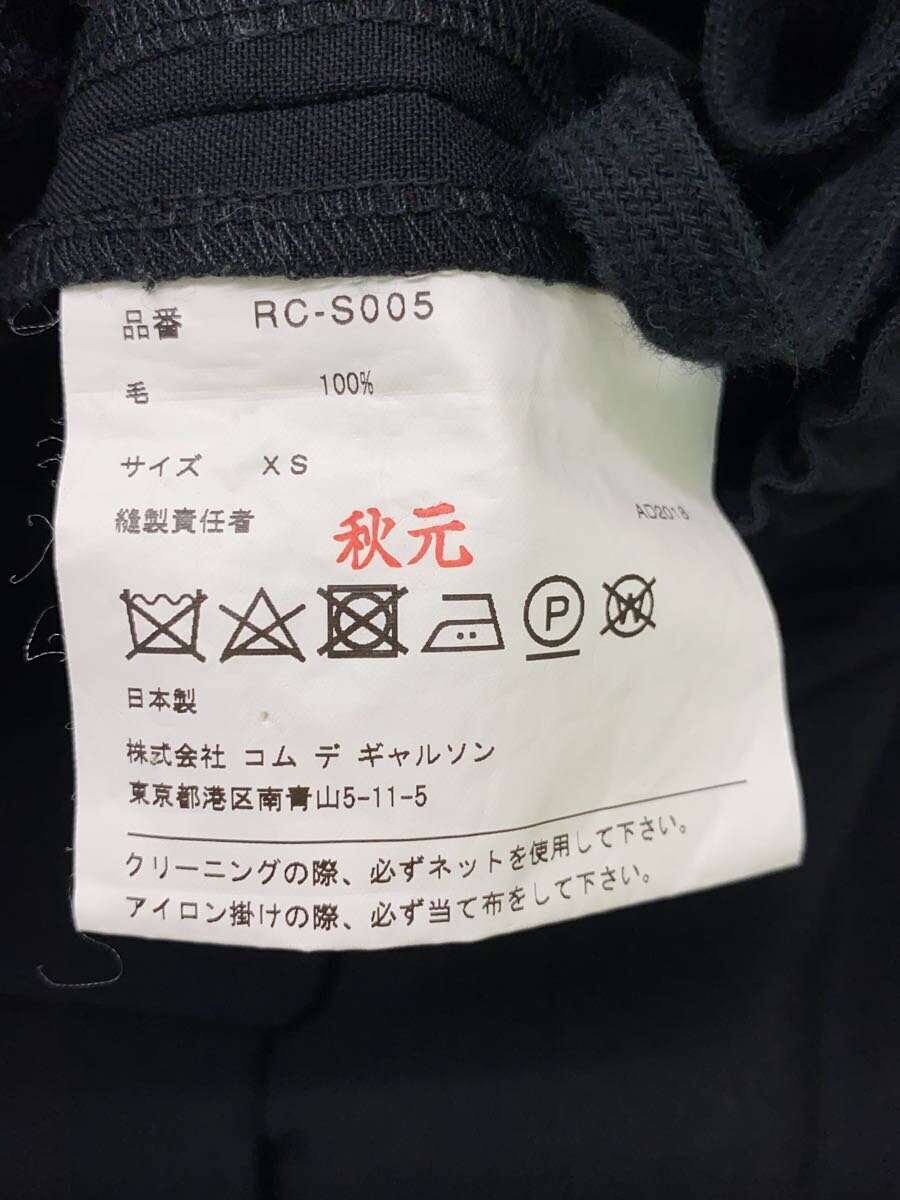 品番 RC-S005
毛 100%
サイズ XS
縫製責任者 秋元 AD2018
P
W
日本製
株式会社 コム デ ギャルソン
東京都港区南青山5-11-5
クリーニングの際、必ずネットを使用して下さい。
アイロン掛けの際、必ず当て布をして下さい。